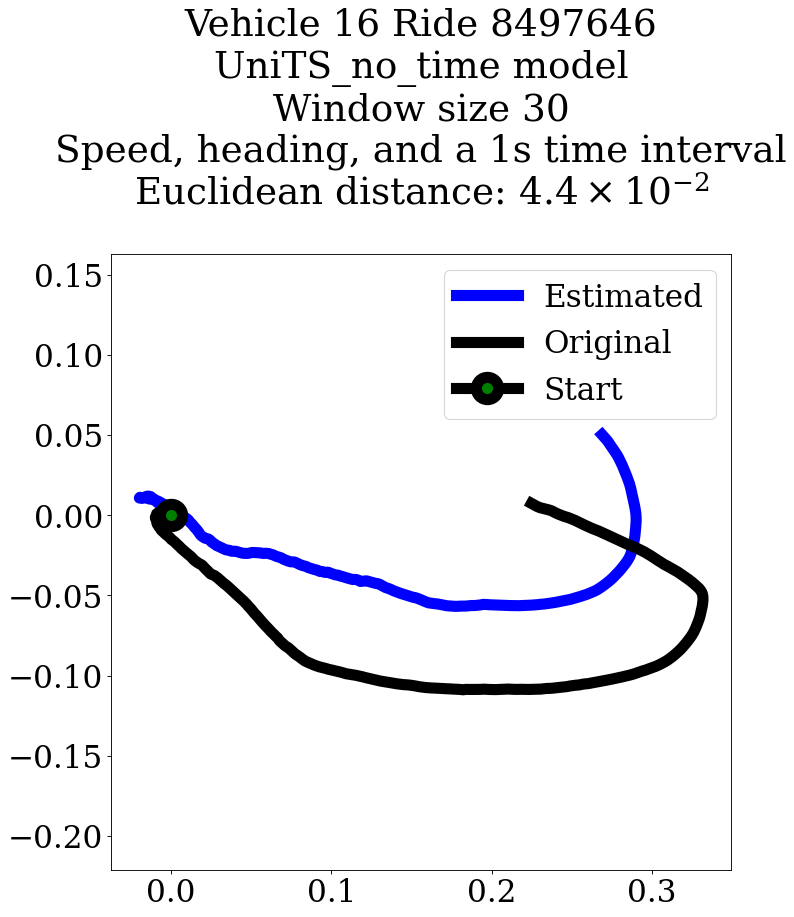 Vehicle 16 Ride 8497646
UniTS_no_time model
Window size 30
Speed, heading, and a 1s time interval
Euclidean distance: 4.4 × 10⁻²
Estimated
Original
Start
0.15
0.10
0.05
0.00
−0.05
−0.10
−0.15
−0.20
0.0 0.1 0.2 0.3